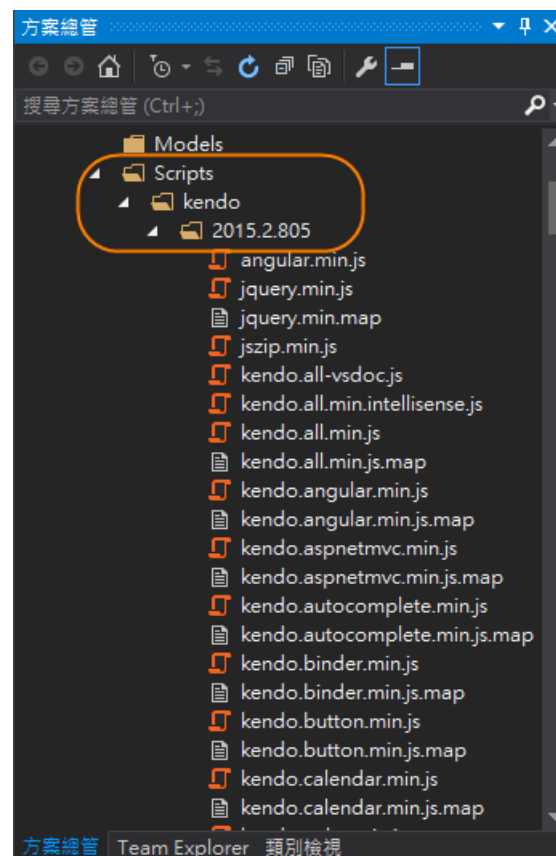 方案總管
搜尋方案總管 (Ctrl+;)
Models
Scripts
kendo
2015.2.805
angular.min.js
jquery.min.js
jquery.min.map
jszip.min.js
kendo.all-vsdoc.js
kendo.all.min.intellisense.js
kendo.all.min.js
kendo.all.min.js.map
kendo.angular.min.js
kendo.angular.min.js.map
kendo.aspnetmvc.min.js
kendo.aspnetmvc.min.js.map
kendo.autocomplete.min.js
kendo.autocomplete.min.js.map
kendo.binder.min.js
kendo.binder.min.js.map
kendo.button.min.js
kendo.button.min.js.map
kendo.calendar.min.js
kendo.calendar.min.js.map
方案總管 Team Explorer 類別檢視